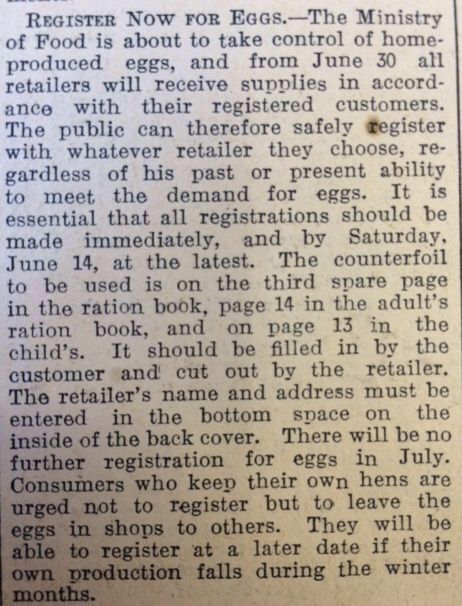 REGISTER NOW FOR EGGS.—The Ministry
of Food is about to take control of home-
produced eggs, and from June 30 all
retailers will receive supplies in accord-
ance with their registered customers.
The public can therefore safely register
with whatever retailer they choose, re-
gardless of his past or present ability
to meet the demand for eggs. It is
essential that all registrations should be
made immediately, and by Saturday,
June 14, at the latest. The counterfoil
to be used is on the third spare page
in the ration book, page 14 in the adult's
ration book, and on page 13 in the
child's. It should be filled in by the
customer and cut out by the retailer.
The retailer's name and address must be
entered in the bottom space on the
inside of the back cover. There will be no
further registration for eggs in July.
Consumers who keep their own hens are
urged not to register but to leave the
eggs in shops to others. They will be
able to register at a later date if their
own production falls during the winter
months.